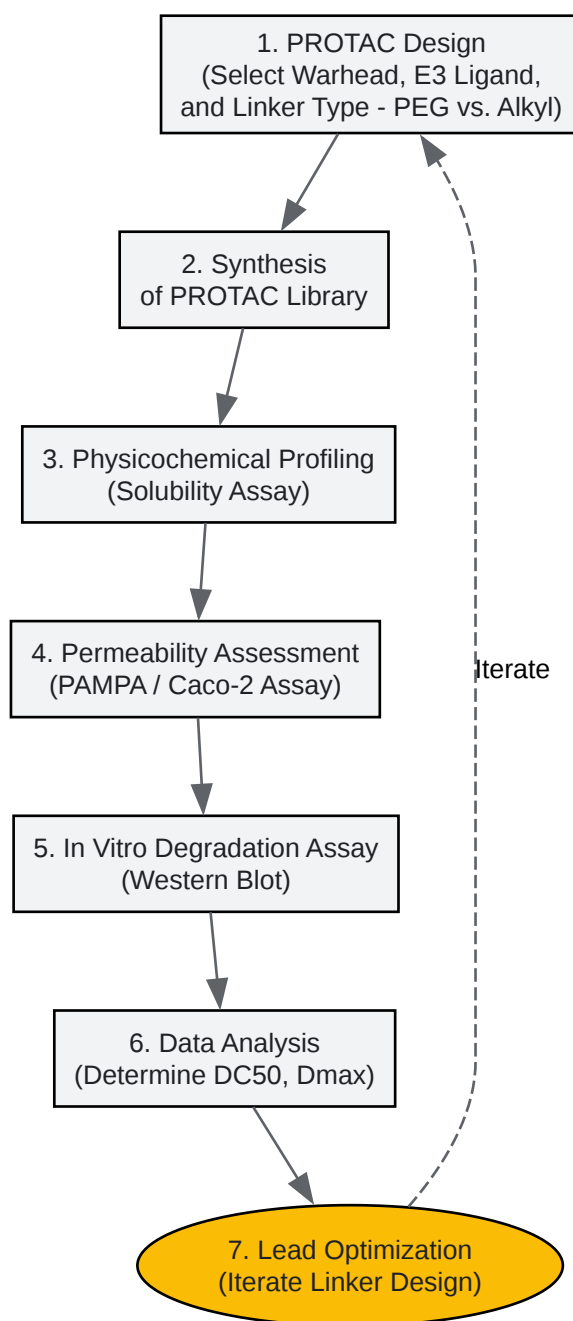 1. PROTAC Design
(Select Warhead, E3 Ligand,
and Linker Type - PEG vs. Alkyl)
2. Synthesis
of PROTAC Library
3. Physicochemical Profiling
(Solubility Assay)
4. Permeability Assessment
(PAMPA / Caco-2 Assay)
Iterate
5. In Vitro Degradation Assay
(Western Blot)
6. Data Analysis
(Determine DC50, Dmax)
7. Lead Optimization
(Iterate Linker Design)